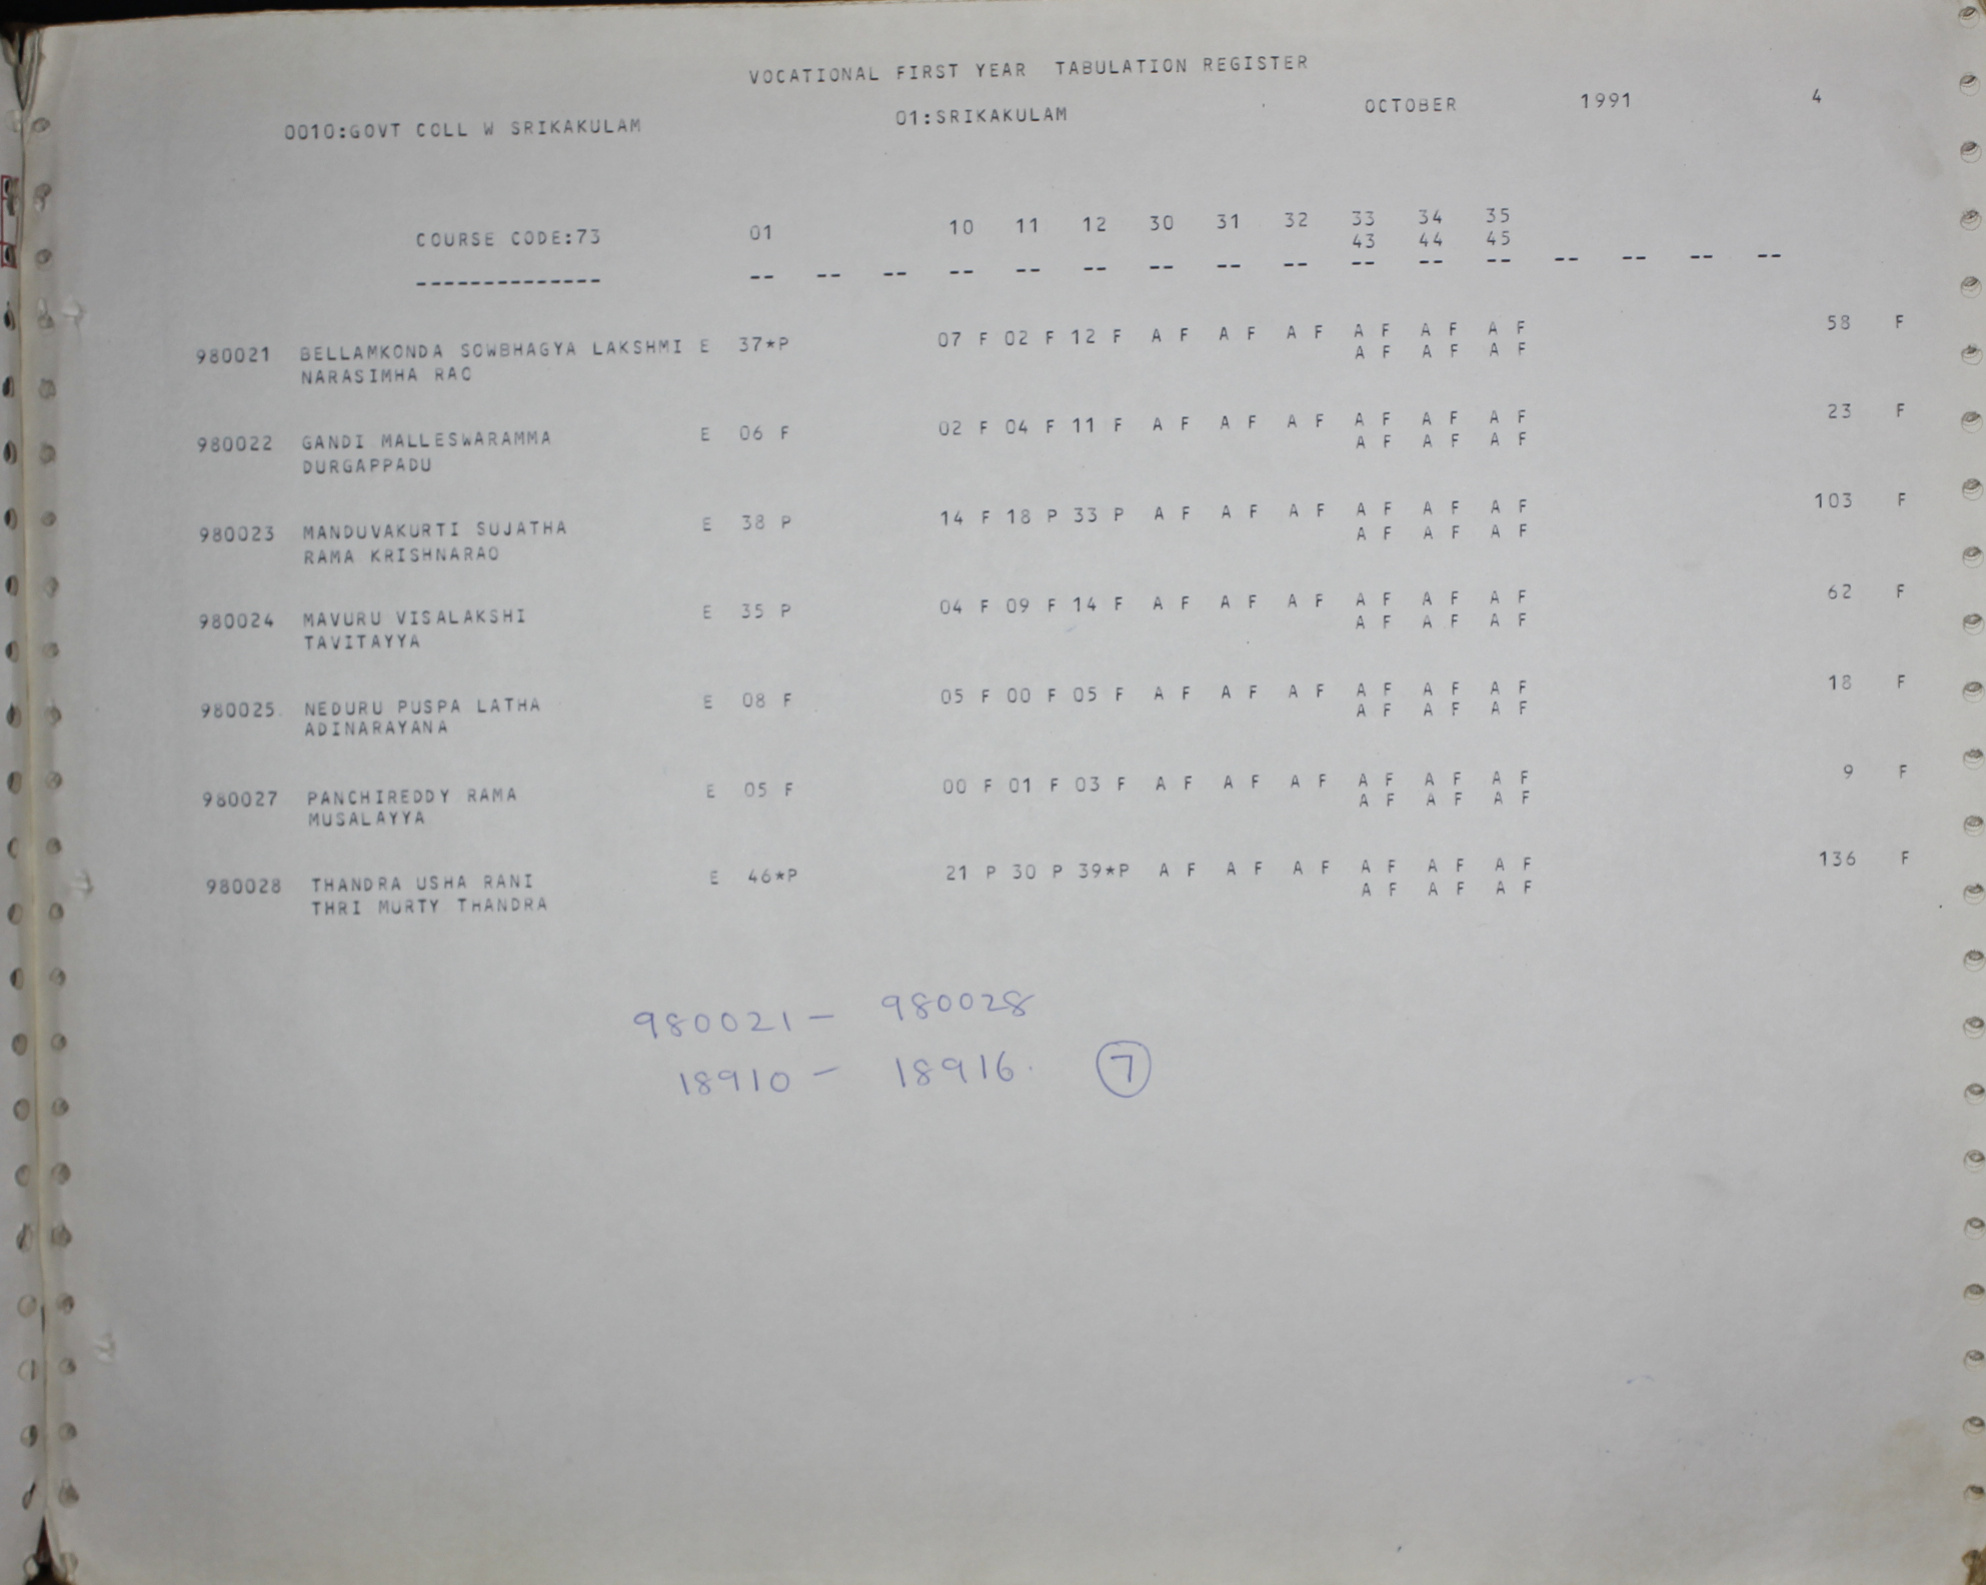 VOCATIONAL FIRST YEAR TABULATION REGISTER
0010:GOVT COLL W SRIKAKULAM 01:SRIKAKULAM OCTOBER 1991 4
COURSE CODE:73 01 10 11 12 30 31 32 33 34 35
43 44 45
-------------- -- -- -- -- -- -- -- -- -- -- -- -- -- -- -- --
980021 BELLAMKONDA SOWBHAGYA LAKSHMI E 37*P 07 F 02 F 12 F A F A F A F A F A F A F 58 F
NARASIMHA RAO A F A F A F
980022 GANDI MALLESWARAMMA E 06 F 02 F 04 F 11 F A F A F A F A F A F A F 23 F
DURGAPPADU A F A F A F
980023 MANDUVAKURTI SUJATHA E 38 P 14 F 18 P 33 P A F A F A F A F A F A F 103 F
RAMA KRISHNARAO A F A F A F
980024 MAVURU VISALAKSHI E 35 P 04 F 09 F 14 F A F A F A F A F A F A F 62 F
TAVITAYYA A F A F A F
980025 NEDURU PUSPA LATHA E 08 F 05 F 00 F 05 F A F A F A F A F A F A F 18 F
ADINARAYANA A F A F A F
980027 PANCHIREDDY RAMA E 05 F 00 F 01 F 03 F A F A F A F A F A F A F 9 F
MUSALAYYA A F A F A F
980028 THANDRA USHA RANI E 46*P 21 P 30 P 39*P A F A F A F A F A F A F 136 F
THRI MURTY THANDRA A F A F A F
980021 - 980028
18910 - 18916. 7